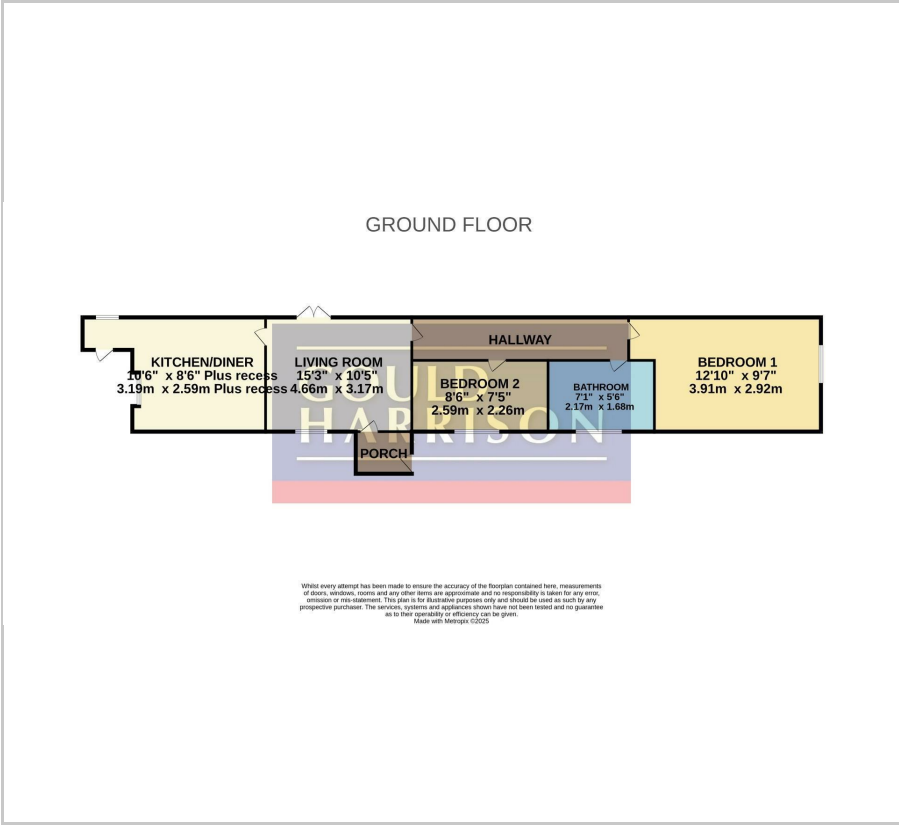 GROUND FLOOR
KITCHEN/DINER
10'6" x 8'6" Plus recess
3.19m x 2.59m Plus recess
LIVING ROOM
15'3" x 10'5"
4.66m x 3.17m
HALLWAY
BEDROOM 2
8'6" x 7'5"
2.59m x 2.26m
BATHROOM
7'1" x 5'6"
2.17m x 1.68m
BEDROOM 1
12'10" x 9'7"
3.91m x 2.92m
PORCH
GOULD
HARRISON
Whilst every attempt has been made to ensure the accuracy of the floorplan contained here, measurements
of doors, windows, rooms and any other items are approximate and no responsibility is taken for any error,
omission or mis-statement. This plan is for illustrative purposes only and should be used as such by any
prospective purchaser. The services, systems and appliances shown have not been tested and no guarantee
as to their operability or efficiency can be given.
Made with Metropix ©2025